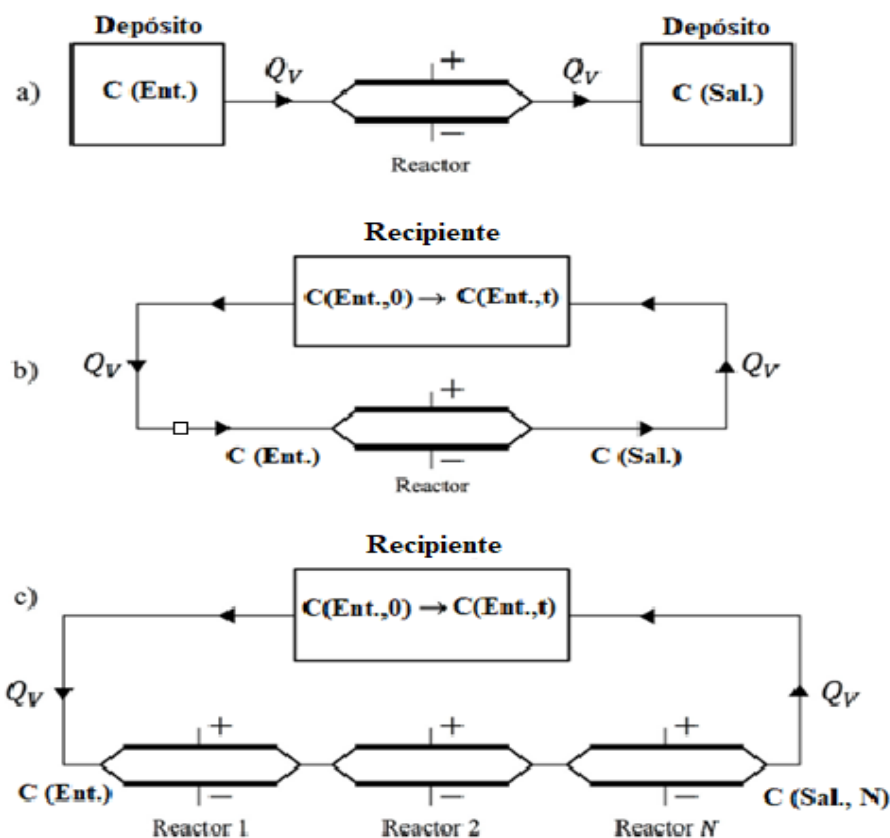 Depósito
Depósito
a)
C (Ent.)
Q_V
+
Q_V
C (Sal.)
−
Reactor
Recipiente
C(Ent.,0) → C(Ent.,t)
b)
Q_V
+
Q_V
C (Ent.)
−
C (Sal.)
Reactor
Recipiente
c)
C(Ent.,0) → C(Ent.,t)
Q_V
+
+
+
Q_V
C (Ent.)
−
−
−
C (Sal., N)
Reactor 1
Reactor 2
Reactor N